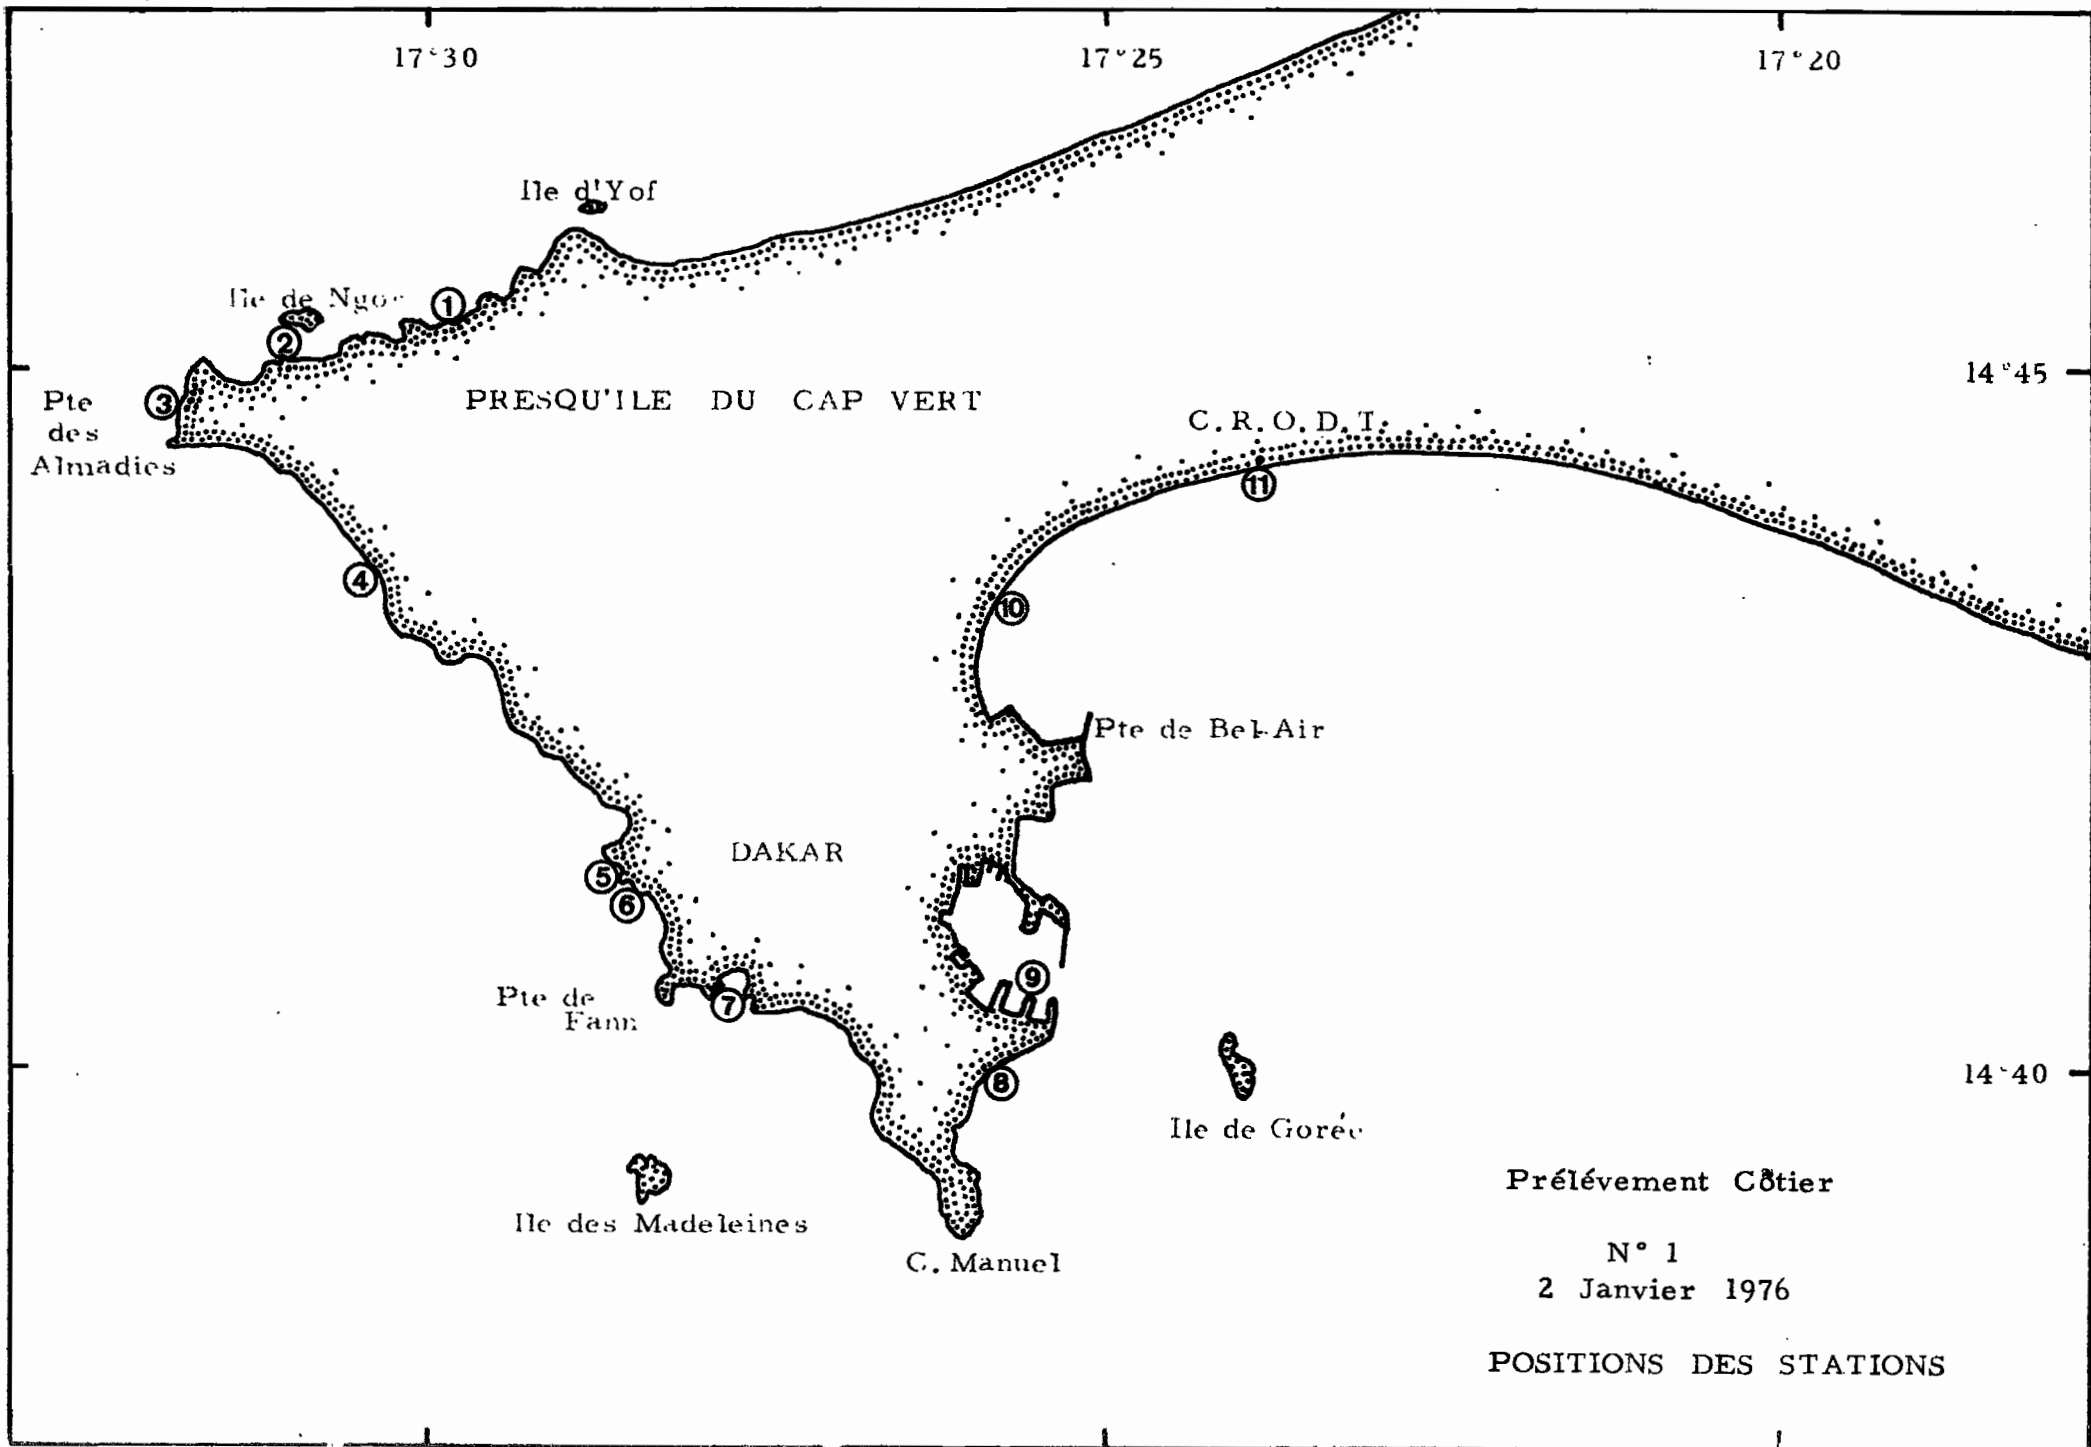 17°30
17°25
17°20
Ile d'Yof
Ile de Ngor
1
2
3
Pte
des
Almadies
PRESQU'ILE DU CAP VERT
14°45
C.R.O.D.T.
11
4
10
Pte de Bel-Air
DAKAR
5
6
9
Pte de
Fann
7
8
14°40
Ile de Gorée
Ile des Madeleines
C. Manuel
Prélévement Côtier
N° 1
2 Janvier 1976
POSITIONS DES STATIONS